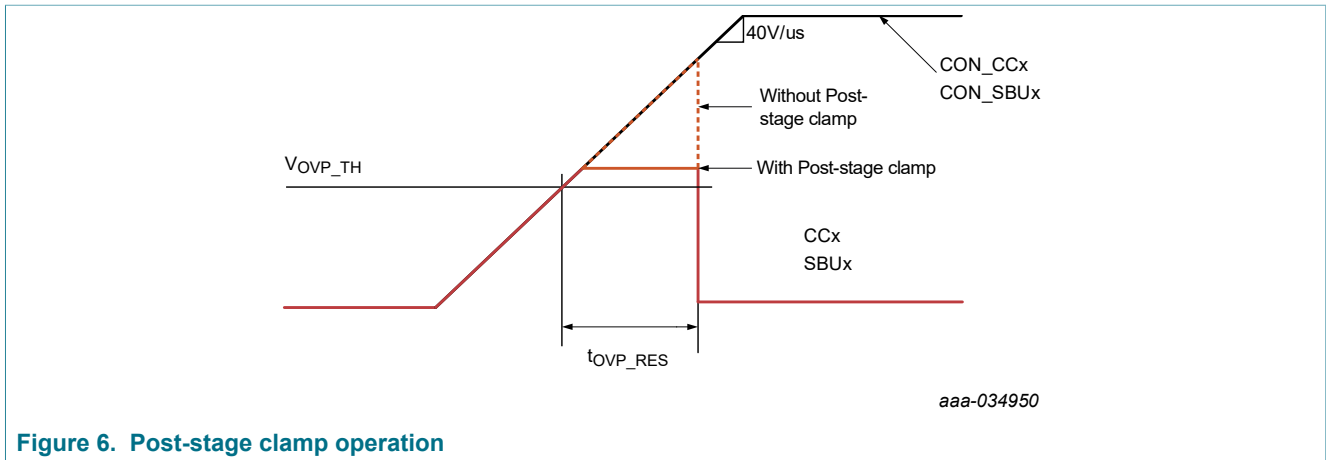 40V/us
CON_CCx
CON_SBUx
Without Post-
stage clamp
VOVP_TH
With Post-stage clamp
CCx
SBUx
tOVP_RES
aaa-034950
Figure 6. Post-stage clamp operation